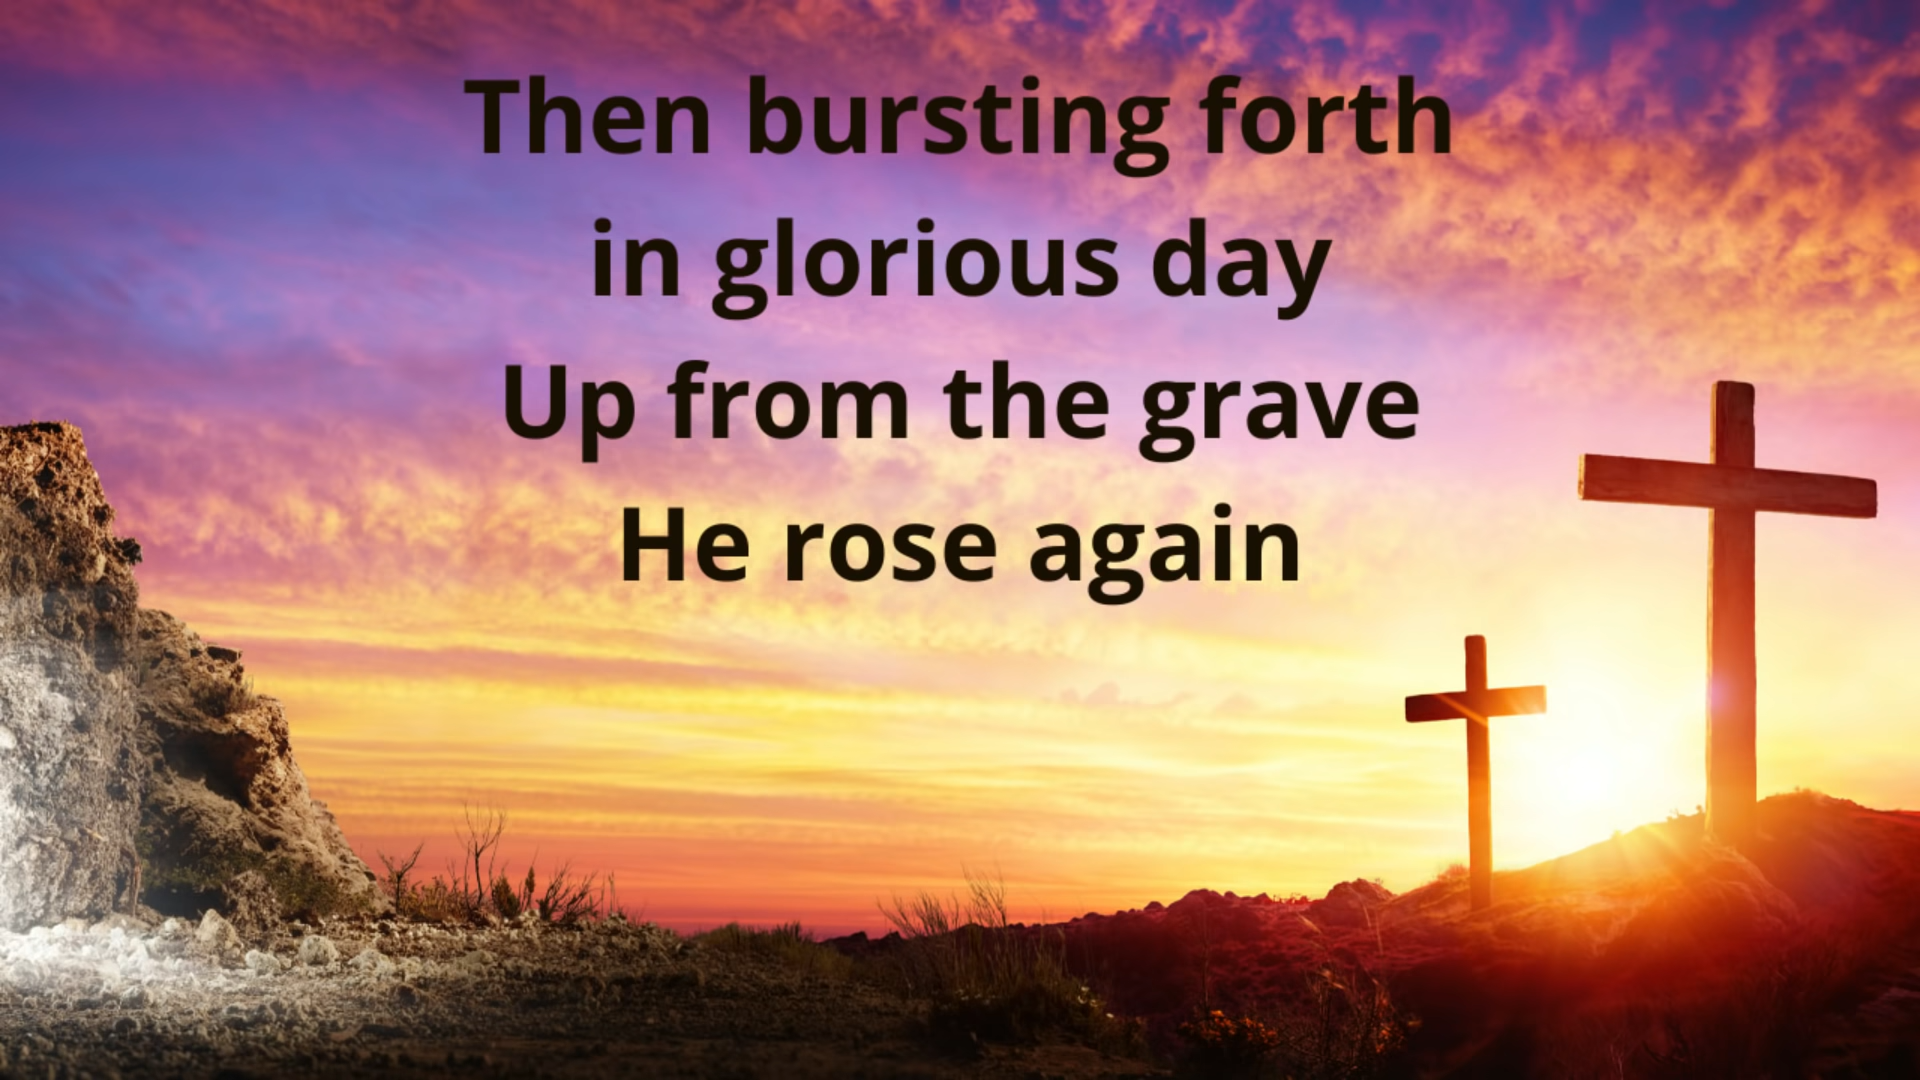 Then bursting forth
in glorious day
Up from the grave
He rose again